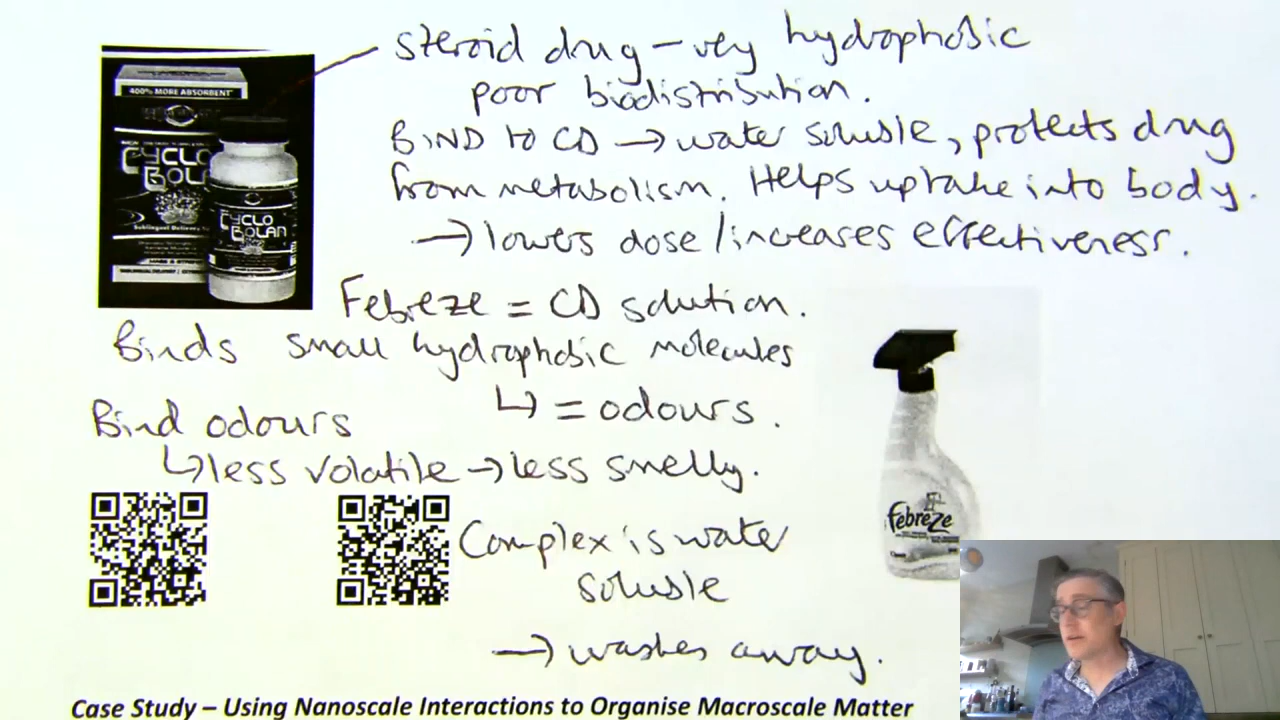 steroid drug – very hydrophobic
poor biodistribution.
400% MORE ABSORBENT
BIND to CD → water soluble, protects drug
from metabolism. Helps uptake into body.
→ lowers dose / increases effectiveness.
CYCLO
BOLAN
CYCLO
BOLAN
Febreze = CD solution.
Binds small hydrophobic molecules
↳ = odours.
Bind odours
↳ less volatile → less smelly.
febreze
Complex is water
soluble
→ washes away.
Case Study – Using Nanoscale Interactions to Organise Macroscale Matter